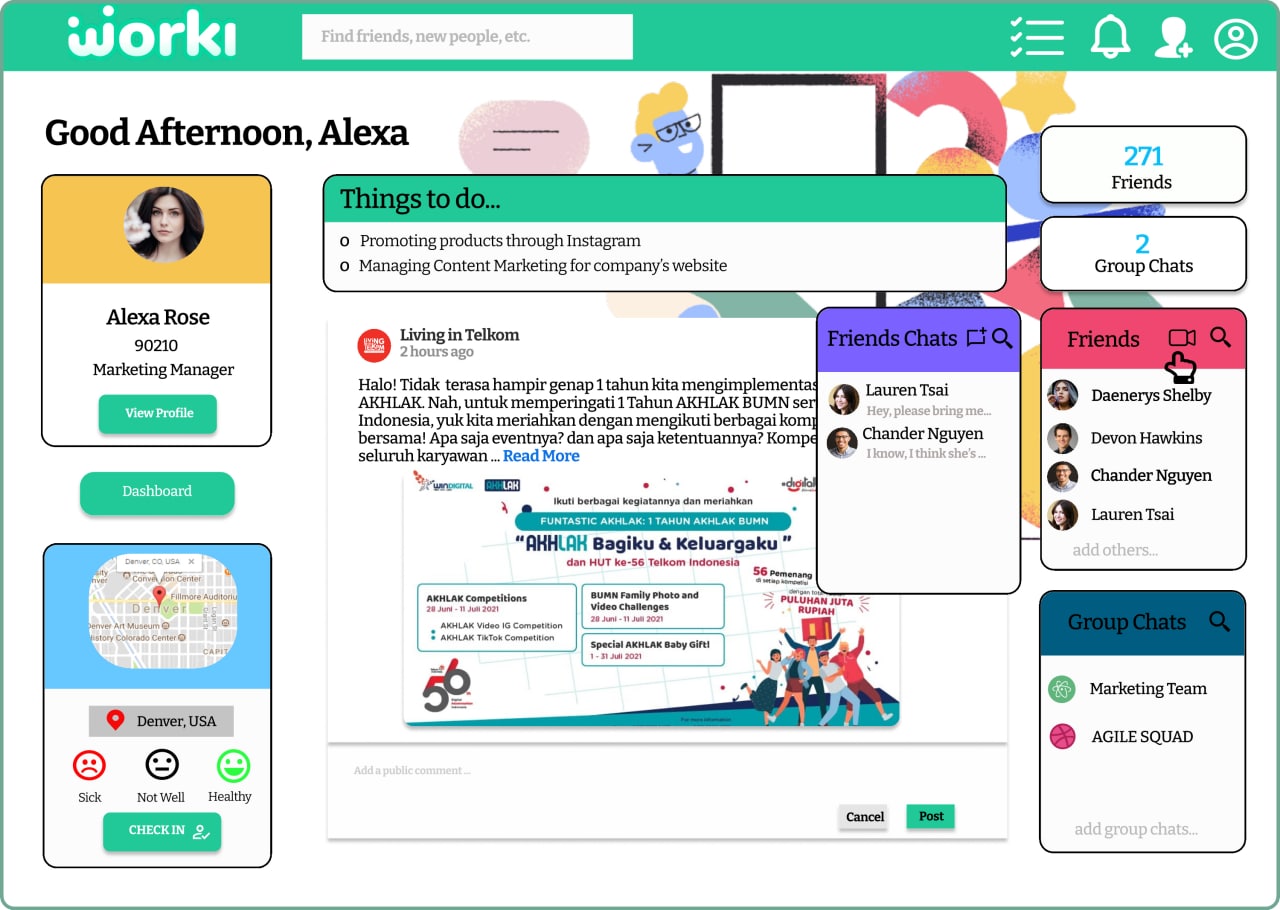 worki
Find friends, new people, etc.
Good Afternoon, Alexa
Alexa Rose
90210
Marketing Manager
View Profile
Dashboard
Denver, CO, USA
Convention Center
Fillmore Auditoriu
Denver
Denver Art Museum
History Colorado Center
CAPIT
Denver, USA
Sick
Not Well
Healthy
CHECK IN
Things to do...
o Promoting products through Instagram
o Managing Content Marketing for company's website
LIVING IN TELKOM
Living in Telkom
2 hours ago
Halo! Tidak terasa hampir genap 1 tahun kita mengimplementas
AKHLAK. Nah, untuk memperingati 1 Tahun AKHLAK BUMN ser
Indonesia, yuk kita meriahkan dengan mengikuti berbagai komp
bersama! Apa saja eventnya? dan apa saja ketentuannya? Kompe
seluruh karyawan ... Read More
WINDIGITAL
AKHLAK
digital
Ikuti berbagai kegiatannya dan meriahkan
FUNTASTIC AKHLAK: 1 TAHUN AKHLAK BUMN
"AKHLAK Bagiku & Keluargaku"
dan HUT ke-56 Telkom Indonesia
AKHLAK Competitions
28 Juni - 11 Juli 2021
AKHLAK Video IG Competition
AKHLAK TikTok Competition
BUMN Family Photo and
Video Challenges
28 Juni - 11 Juli 2021
Special AKHLAK Baby Gift!
1 - 31 Juli 2021
56 Pemenang
di setiap kompetisi
dengan total
PULUHAN JUTA
RUPIAH
56
For more information
Add a public comment ...
Cancel
Post
Friends Chats
Lauren Tsai
Hey, please bring me...
Chander Nguyen
I know, I think she's ...
271
Friends
2
Group Chats
Friends
Daenerys Shelby
Devon Hawkins
Chander Nguyen
Lauren Tsai
add others...
Group Chats
Marketing Team
AGILE SQUAD
add group chats...